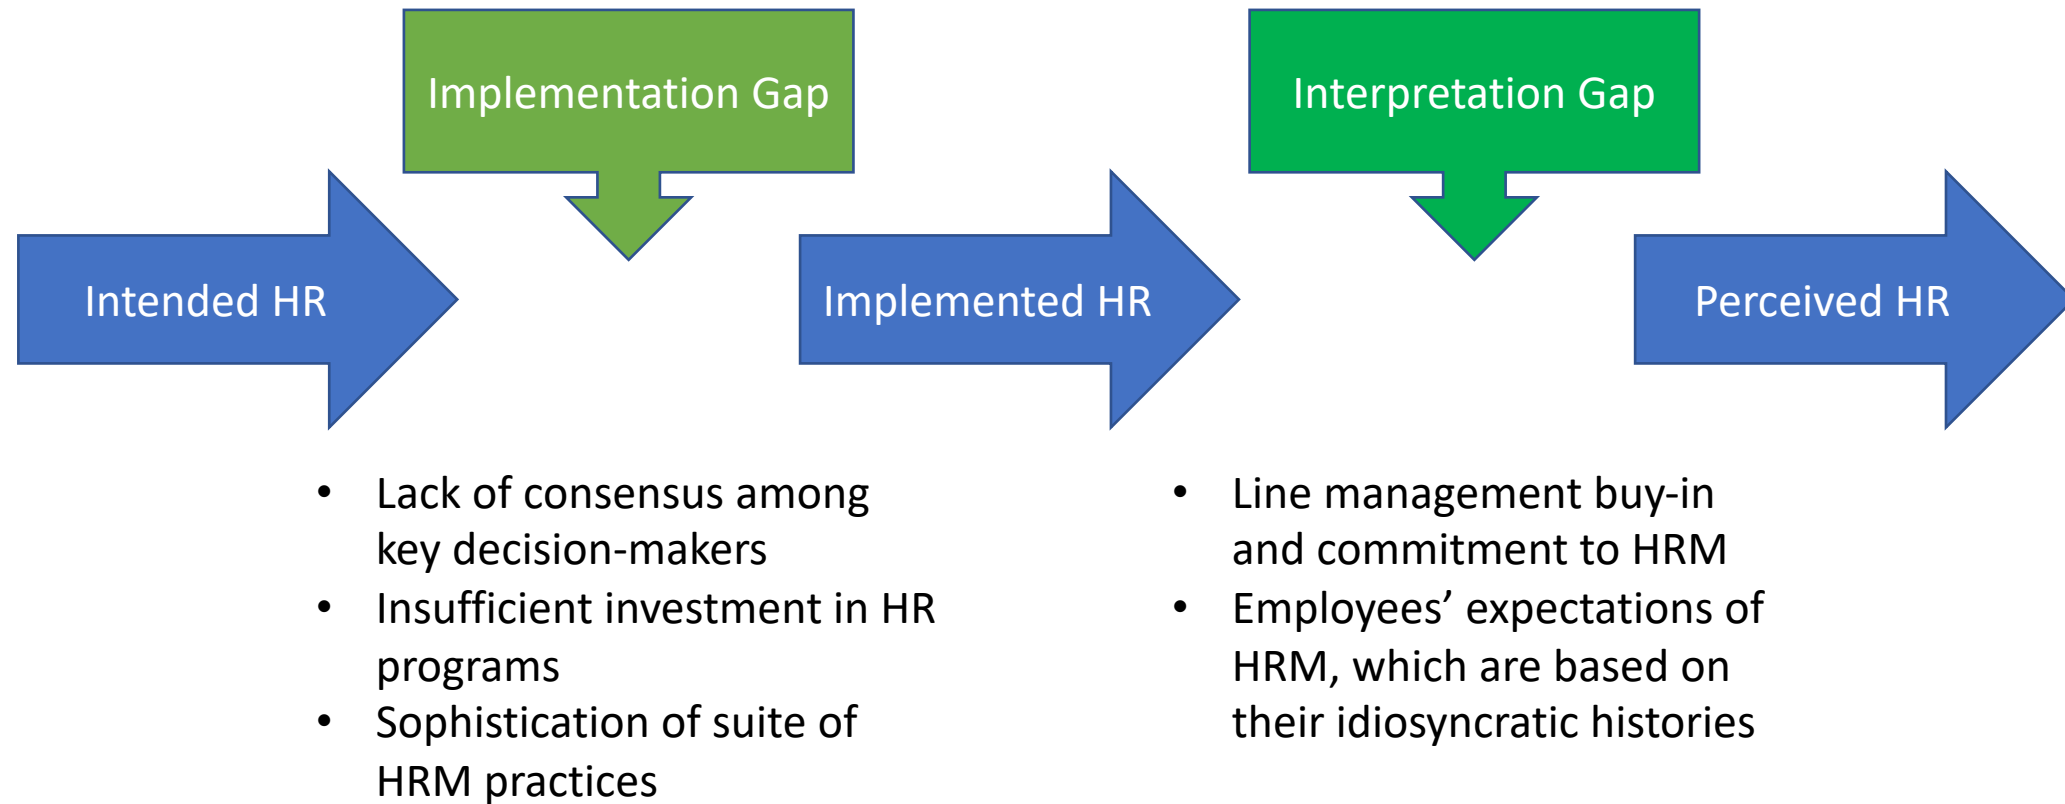 Implementation Gap
Interpretation Gap
Intended HR
Implemented HR
Perceived HR
• Lack of consensus among
key decision-makers
• Insufficient investment in HR
programs
• Sophistication of suite of
HRM practices
• Line management buy-in
and commitment to HRM
• Employees’ expectations of
HRM, which are based on
their idiosyncratic histories